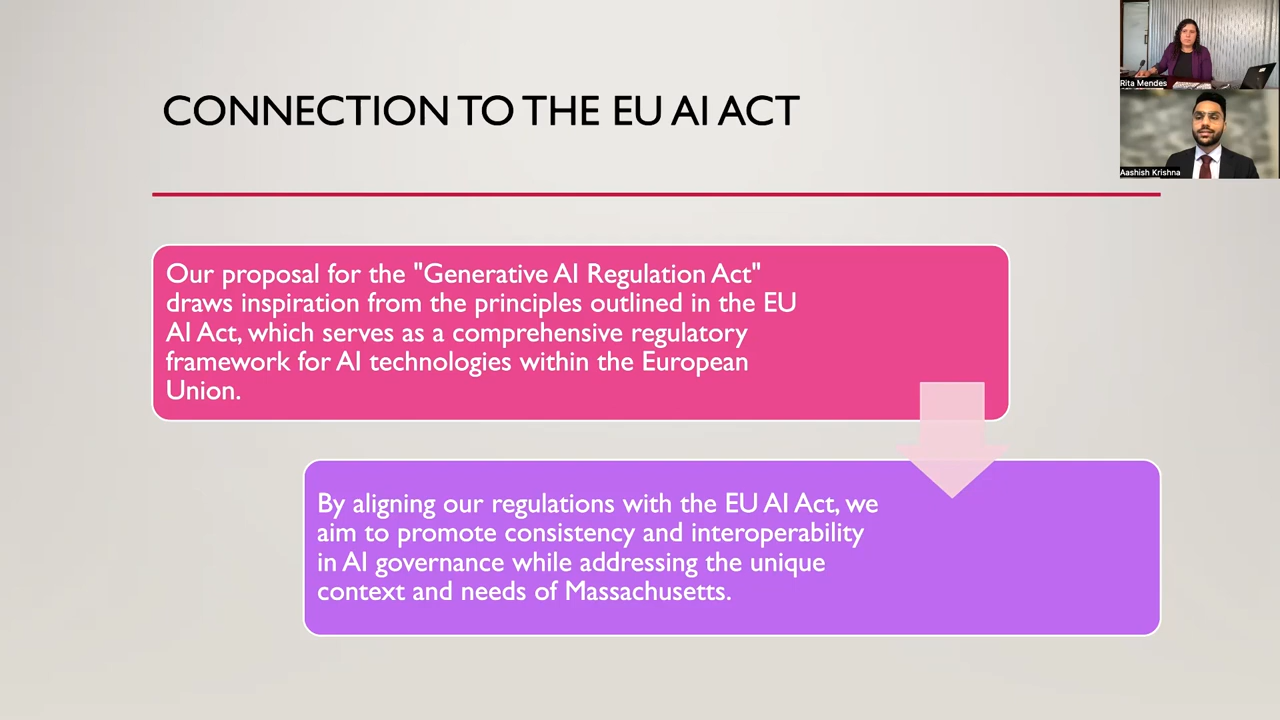 CONNECTION TO THE EU AI ACT
Rita Mendes
Aashish Krishna
Our proposal for the "Generative AI Regulation Act"
draws inspiration from the principles outlined in the EU
AI Act, which serves as a comprehensive regulatory
framework for AI technologies within the European
Union.
By aligning our regulations with the EU AI Act, we
aim to promote consistency and interoperability
in AI governance while addressing the unique
context and needs of Massachusetts.